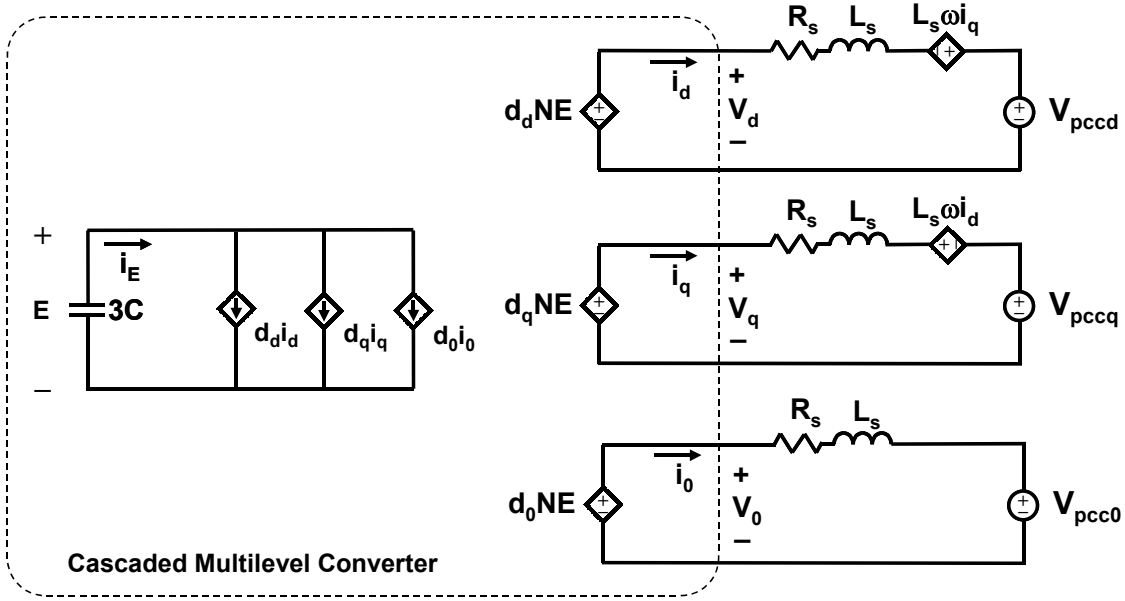 R_s L_s L_sωi_q
i_d
d_dNE
+
V_d
−
V_pccd
R_s L_s L_sωi_d
i_q
d_qNE
+
V_q
−
V_pccq
+
i_E
E
3C
d_di_d d_qi_q d_0i_0
−
R_s L_s
i_0
d_0NE
+
V_0
−
V_pcc0
Cascaded Multilevel Converter